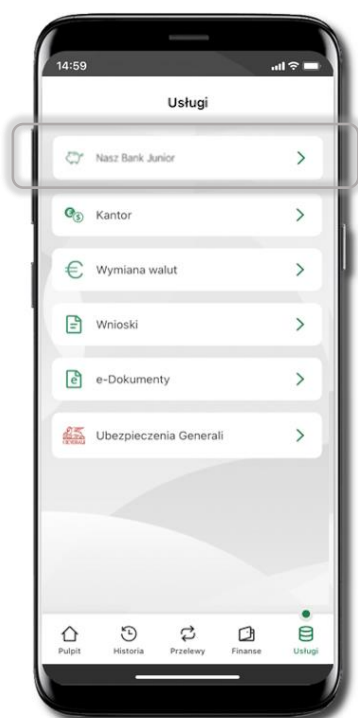 14:59
Usługi
Nasz Bank Junior
Kantor
Wymiana walut
Wnioski
e-Dokumenty
Ubezpieczenia Generali
Pulpit
Historia
Przelewy
Finanse
Usługi